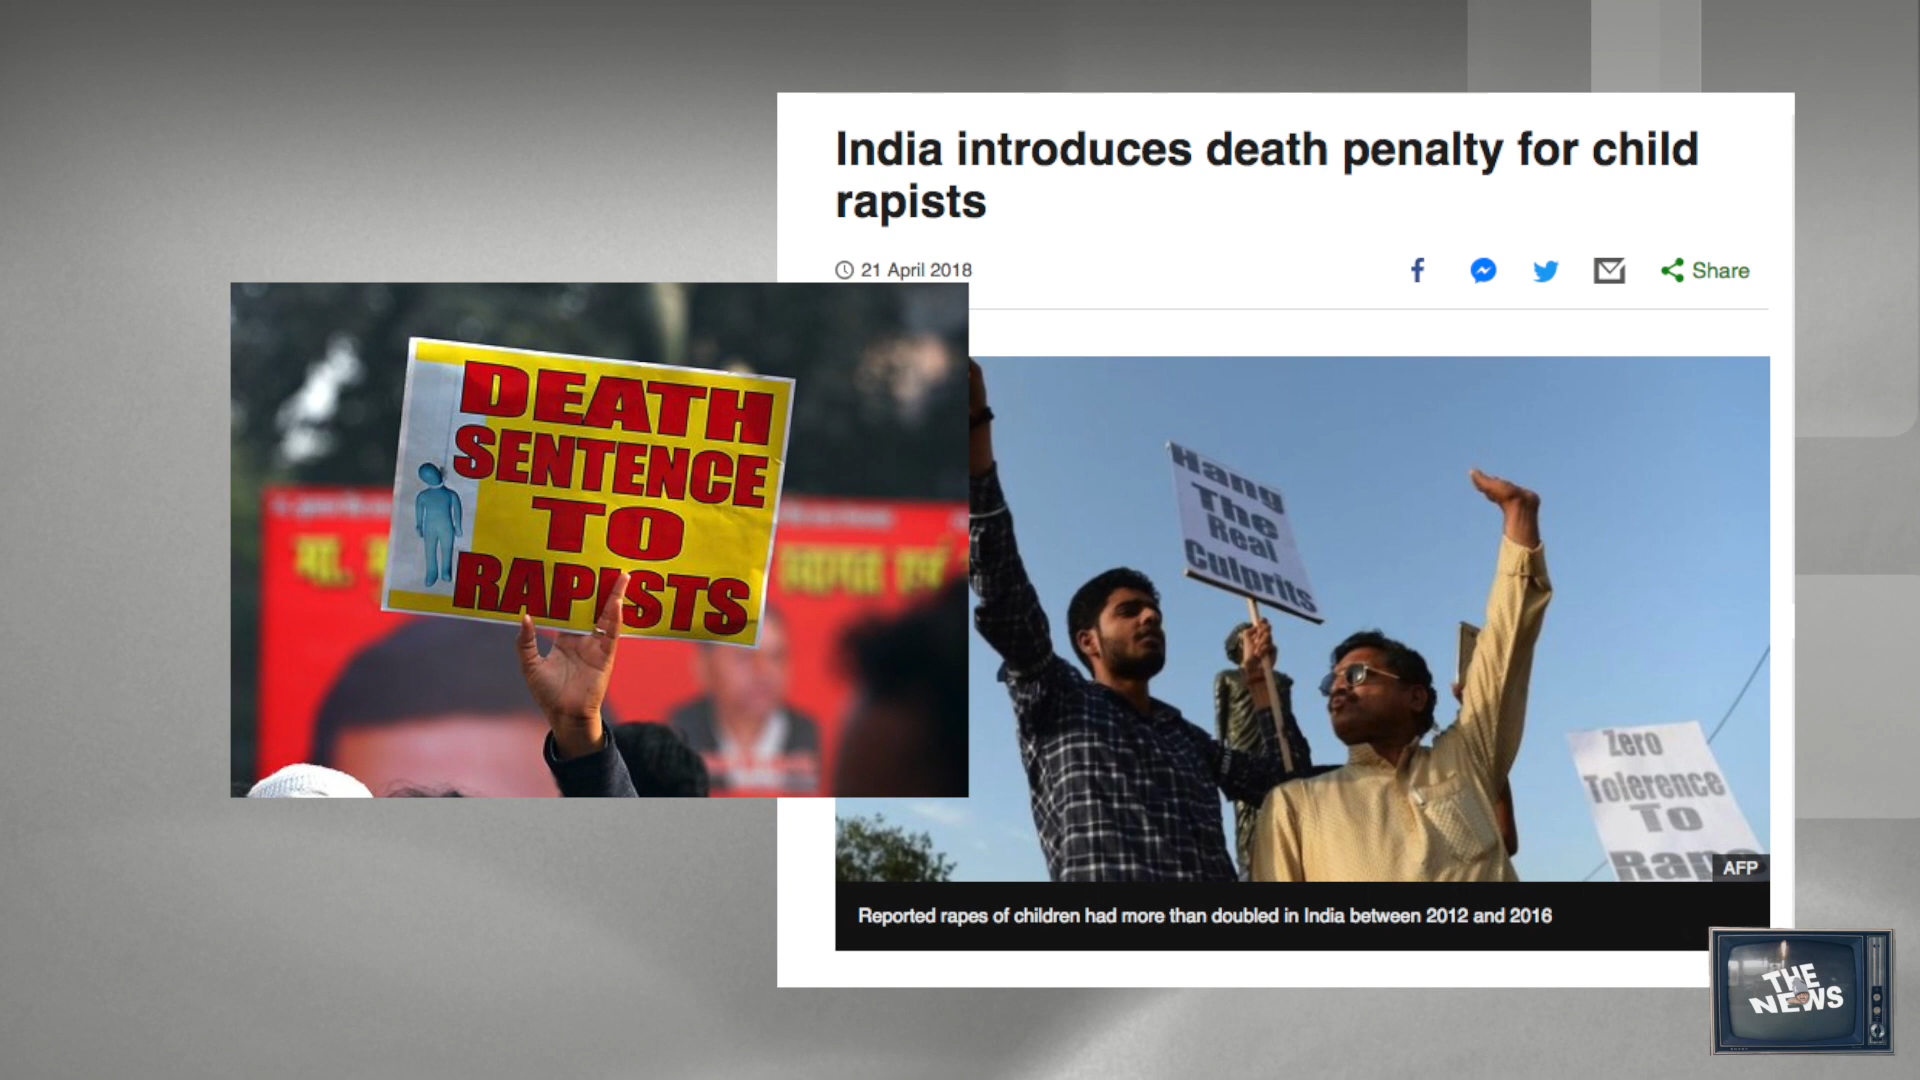 India introduces death penalty for child
rapists
21 April 2018
Share
DEATH
SENTENCE
TO
RAPISTS
Hang
The
Real
Culprits
Zero
Tolerence
To
AFP
Reported rapes of children had more than doubled in India between 2012 and 2016
THE
NEWS